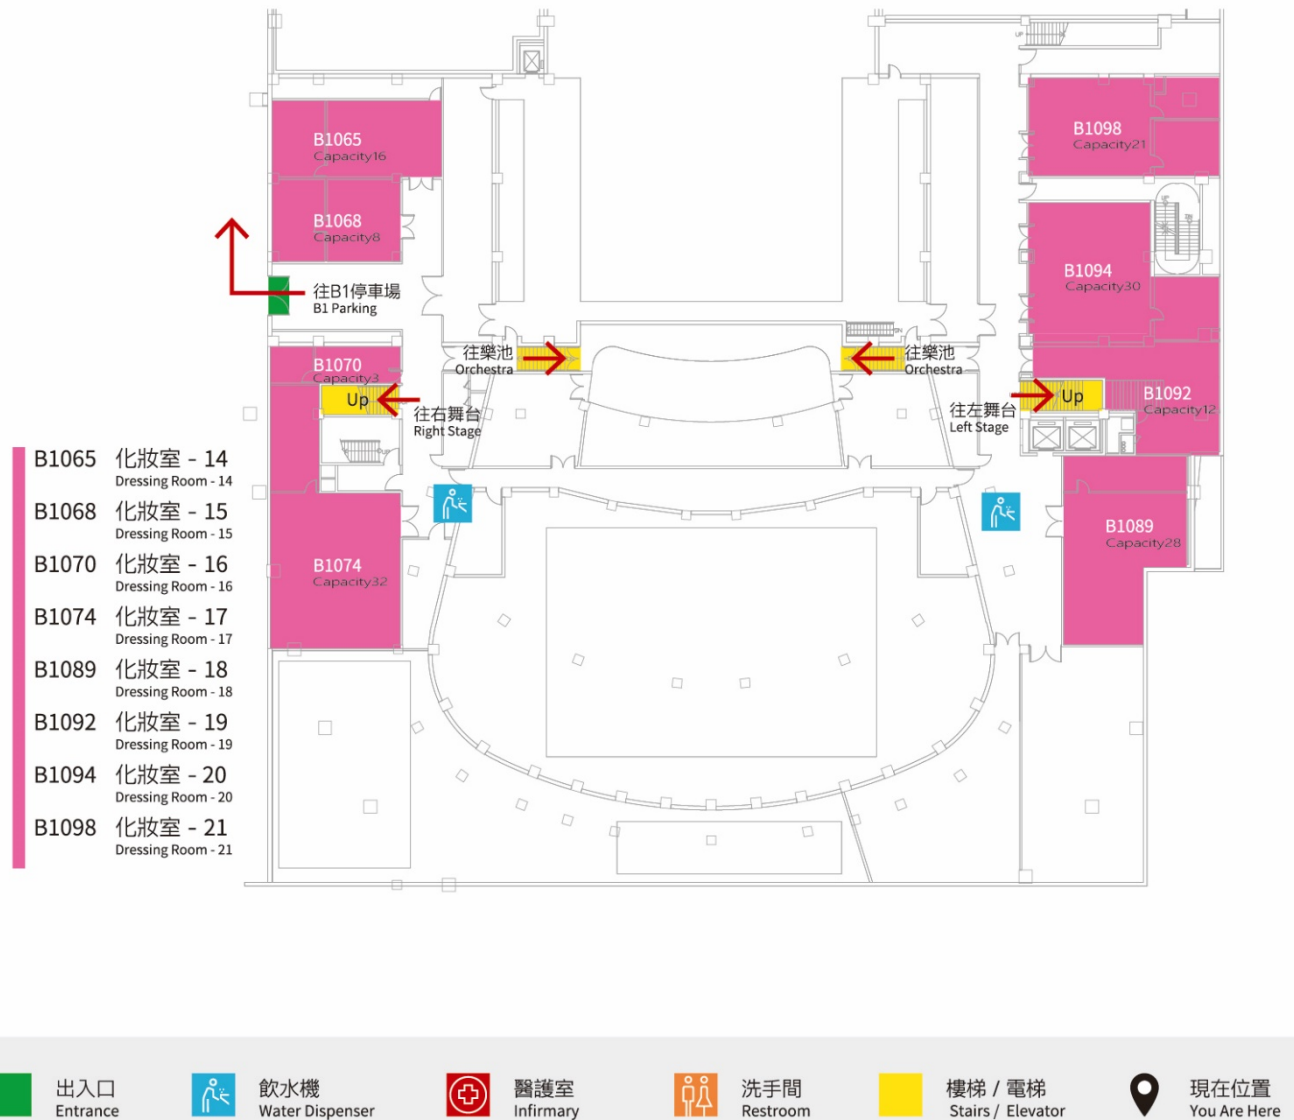 UP
B1065
Capacity16
B1098
Capacity21
B1068
Capacity8
B1094
Capacity30
往B1停車場
B1 Parking
往樂池
Orchestra
往樂池
Orchestra
B1070
Capacity3
Up
往右舞台
Right Stage
往左舞台
Left Stage
Up
B1092
Capacity12
B1089
Capacity28
B1074
Capacity32
B1065 化妝室 - 14
Dressing Room - 14
B1068 化妝室 - 15
Dressing Room - 15
B1070 化妝室 - 16
Dressing Room - 16
B1074 化妝室 - 17
Dressing Room - 17
B1089 化妝室 - 18
Dressing Room - 18
B1092 化妝室 - 19
Dressing Room - 19
B1094 化妝室 - 20
Dressing Room - 20
B1098 化妝室 - 21
Dressing Room - 21
出入口
Entrance
飲水機
Water Dispenser
醫護室
Infirmary
洗手間
Restroom
樓梯 / 電梯
Stairs / Elevator
現在位置
You Are Here